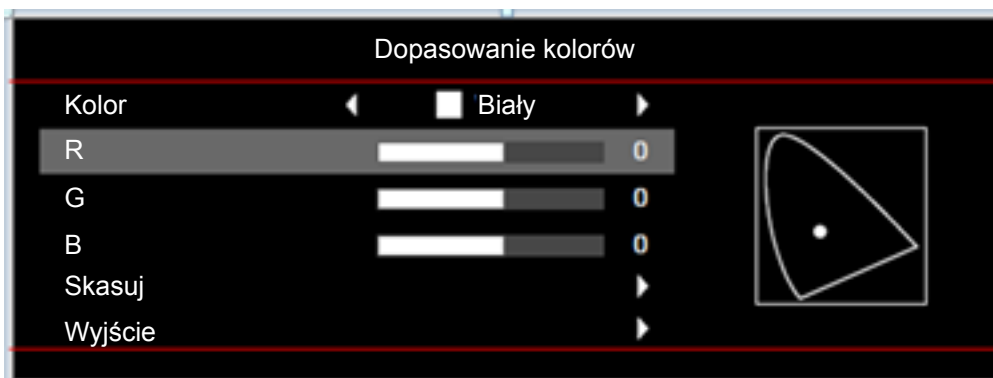 Dopasowanie kolorów
Kolor Biały
R 0
G 0
B 0
Skasuj
Wyjście